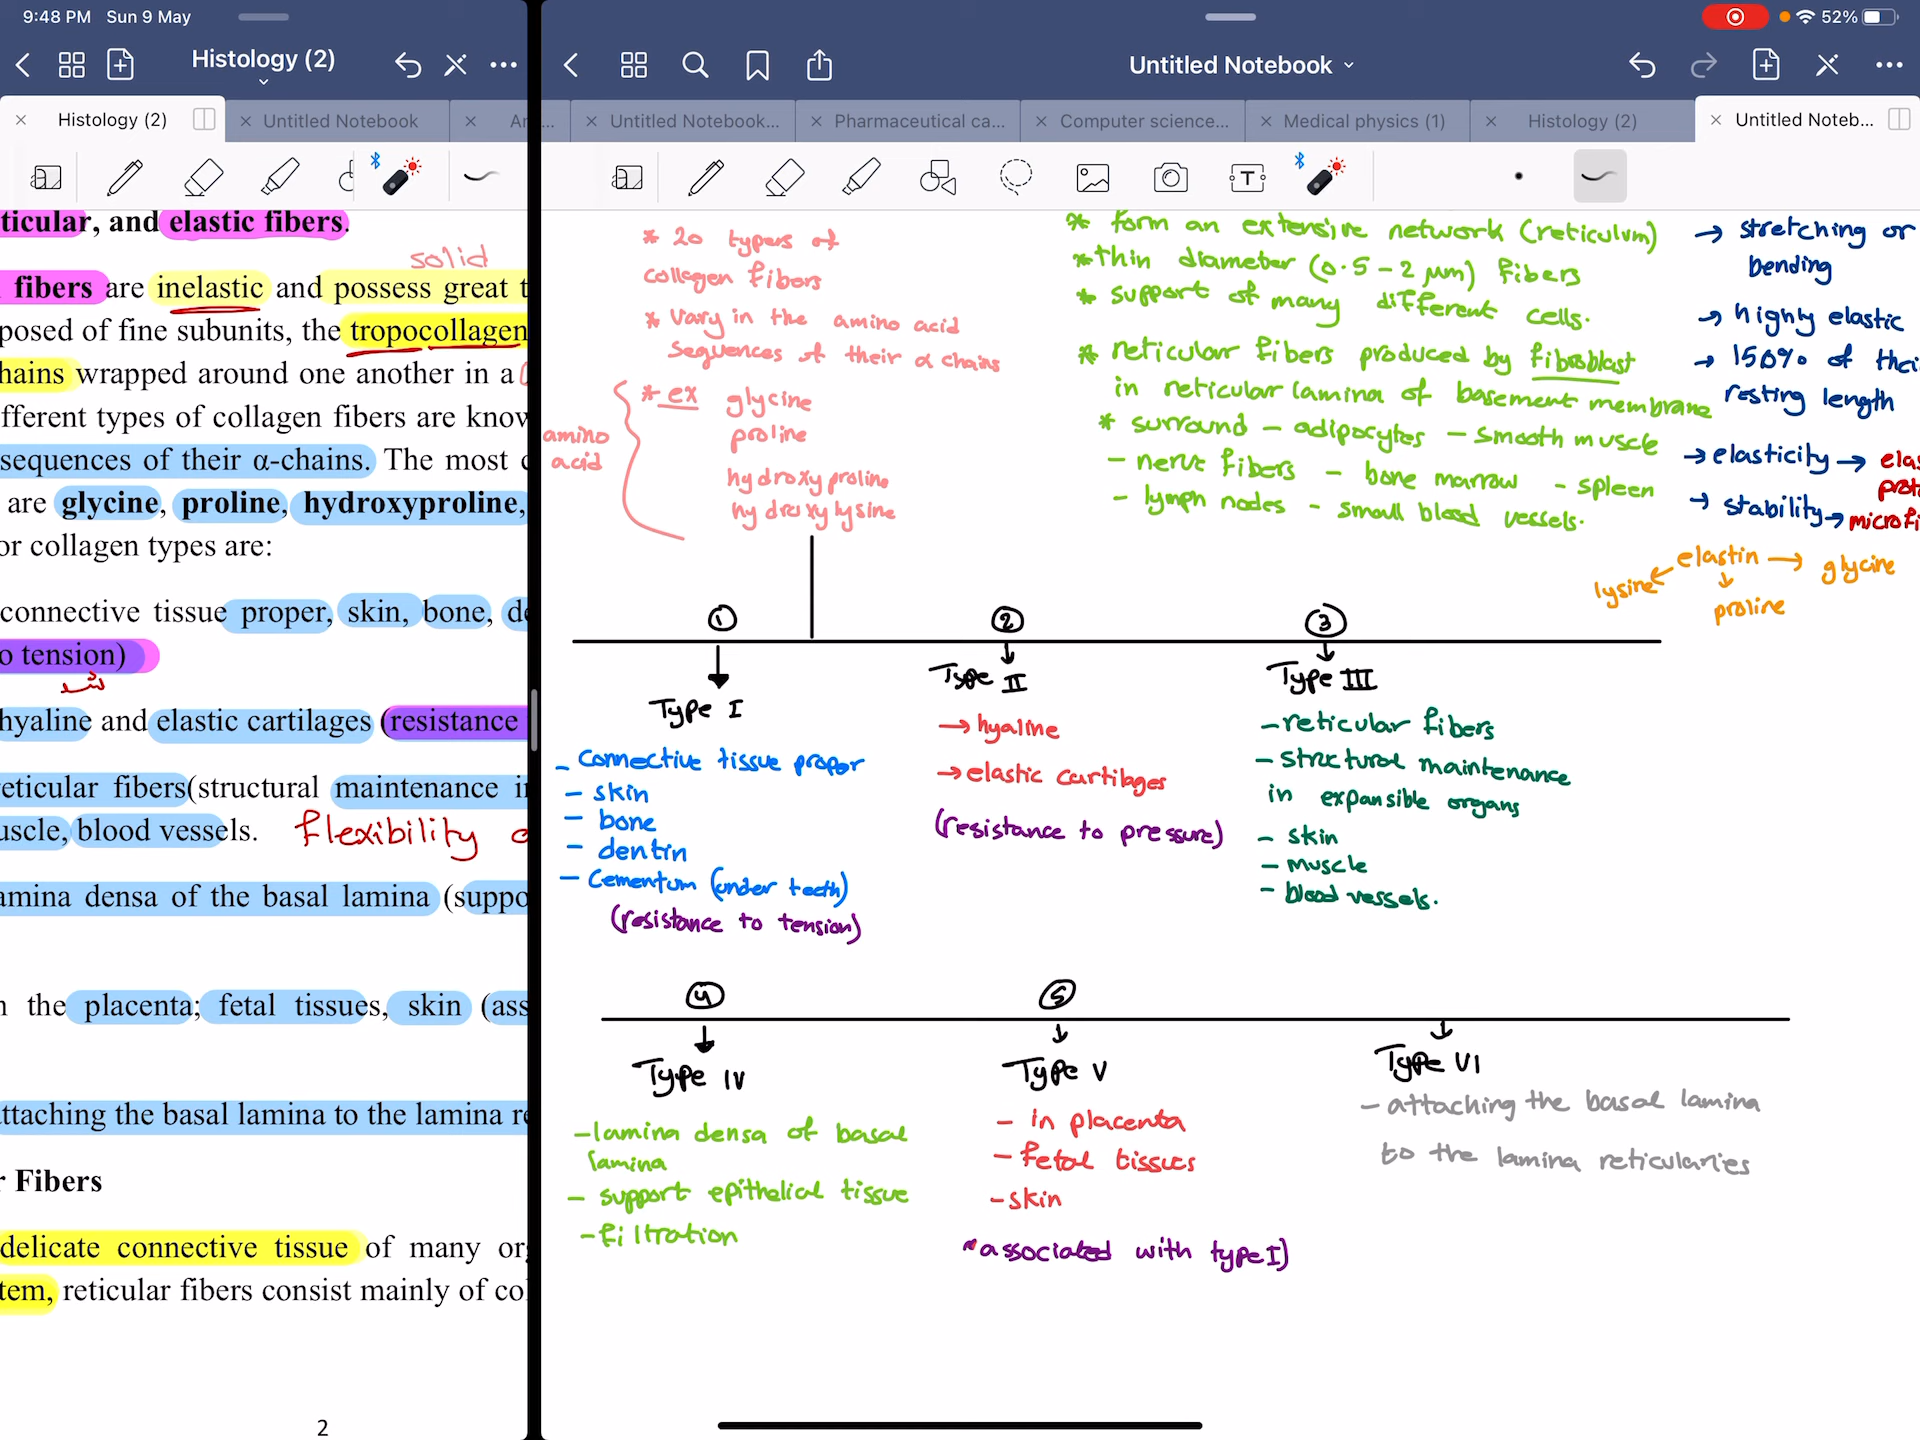 9:48 PM Sun 9 May
52%
Histology (2)
Untitled Notebook
Histology (2)
Untitled Notebook
Ar...
Untitled Notebook...
Pharmaceutical ca...
Computer science...
Medical physics (1)
Histology (2)
Untitled Noteb...
ticular, and elastic fibers.
solid
fibers are inelastic and possess great t
posed of fine subunits, the tropocollagen
hains wrapped around one another in a
fferent types of collagen fibers are know
sequences of their α-chains. The most c
are glycine, proline, hydroxyproline,
or collagen types are:
connective tissue proper, skin, bone, de
o tension)
hyaline and elastic cartilages (resistance
eticular fibers(structural maintenance in
uscle, blood vessels. flexibility
amina densa of the basal lamina (suppo
n the placenta; fetal tissues, skin (ass
ttaching the basal lamina to the lamina re
r Fibers
delicate connective tissue of many org
tem, reticular fibers consist mainly of col
2
* 20 types of
collagen fibers
* Vary in the amino acid
sequences of their α chains
* ex glycine
proline
hydroxyproline
hydroxylysine
amino
acid
* form an extensive network (reticulum)
* thin diameter (0.5 - 2 μm) fibers
* support of many different cells.
* reticular fibers produced by fibroblast
in reticular lamina of basement membrane
* surround - adipocytes - smooth muscle
- nerve fibers - bone marrow - spleen
- lymph nodes - small blood vessels.
→ stretching or
bending
→ highly elastic
→ 150% of thei
resting length
→ elasticity → elas
prote
→ stability → microfi
lysine ← elastin → glycine
↓
proline
1 2 3
Type I
- Connective tissue proper
- skin
- bone
- dentin
- Cementum (under teeth)
(resistance to tension)
Type II
→ hyaline
→ elastic cartilages
(resistance to pressure)
Type III
- reticular fibers
- structural maintenance
in expansible organs
- skin
- muscle
- blood vessels.
4 5
Type IV
- lamina densa of basal
lamina
- support epithelial tissue
- filtration
Type V
- in placenta
- fetal tissues
- skin
(associated with type I)
Type VI
- attaching the basal lamina
to the lamina reticularies